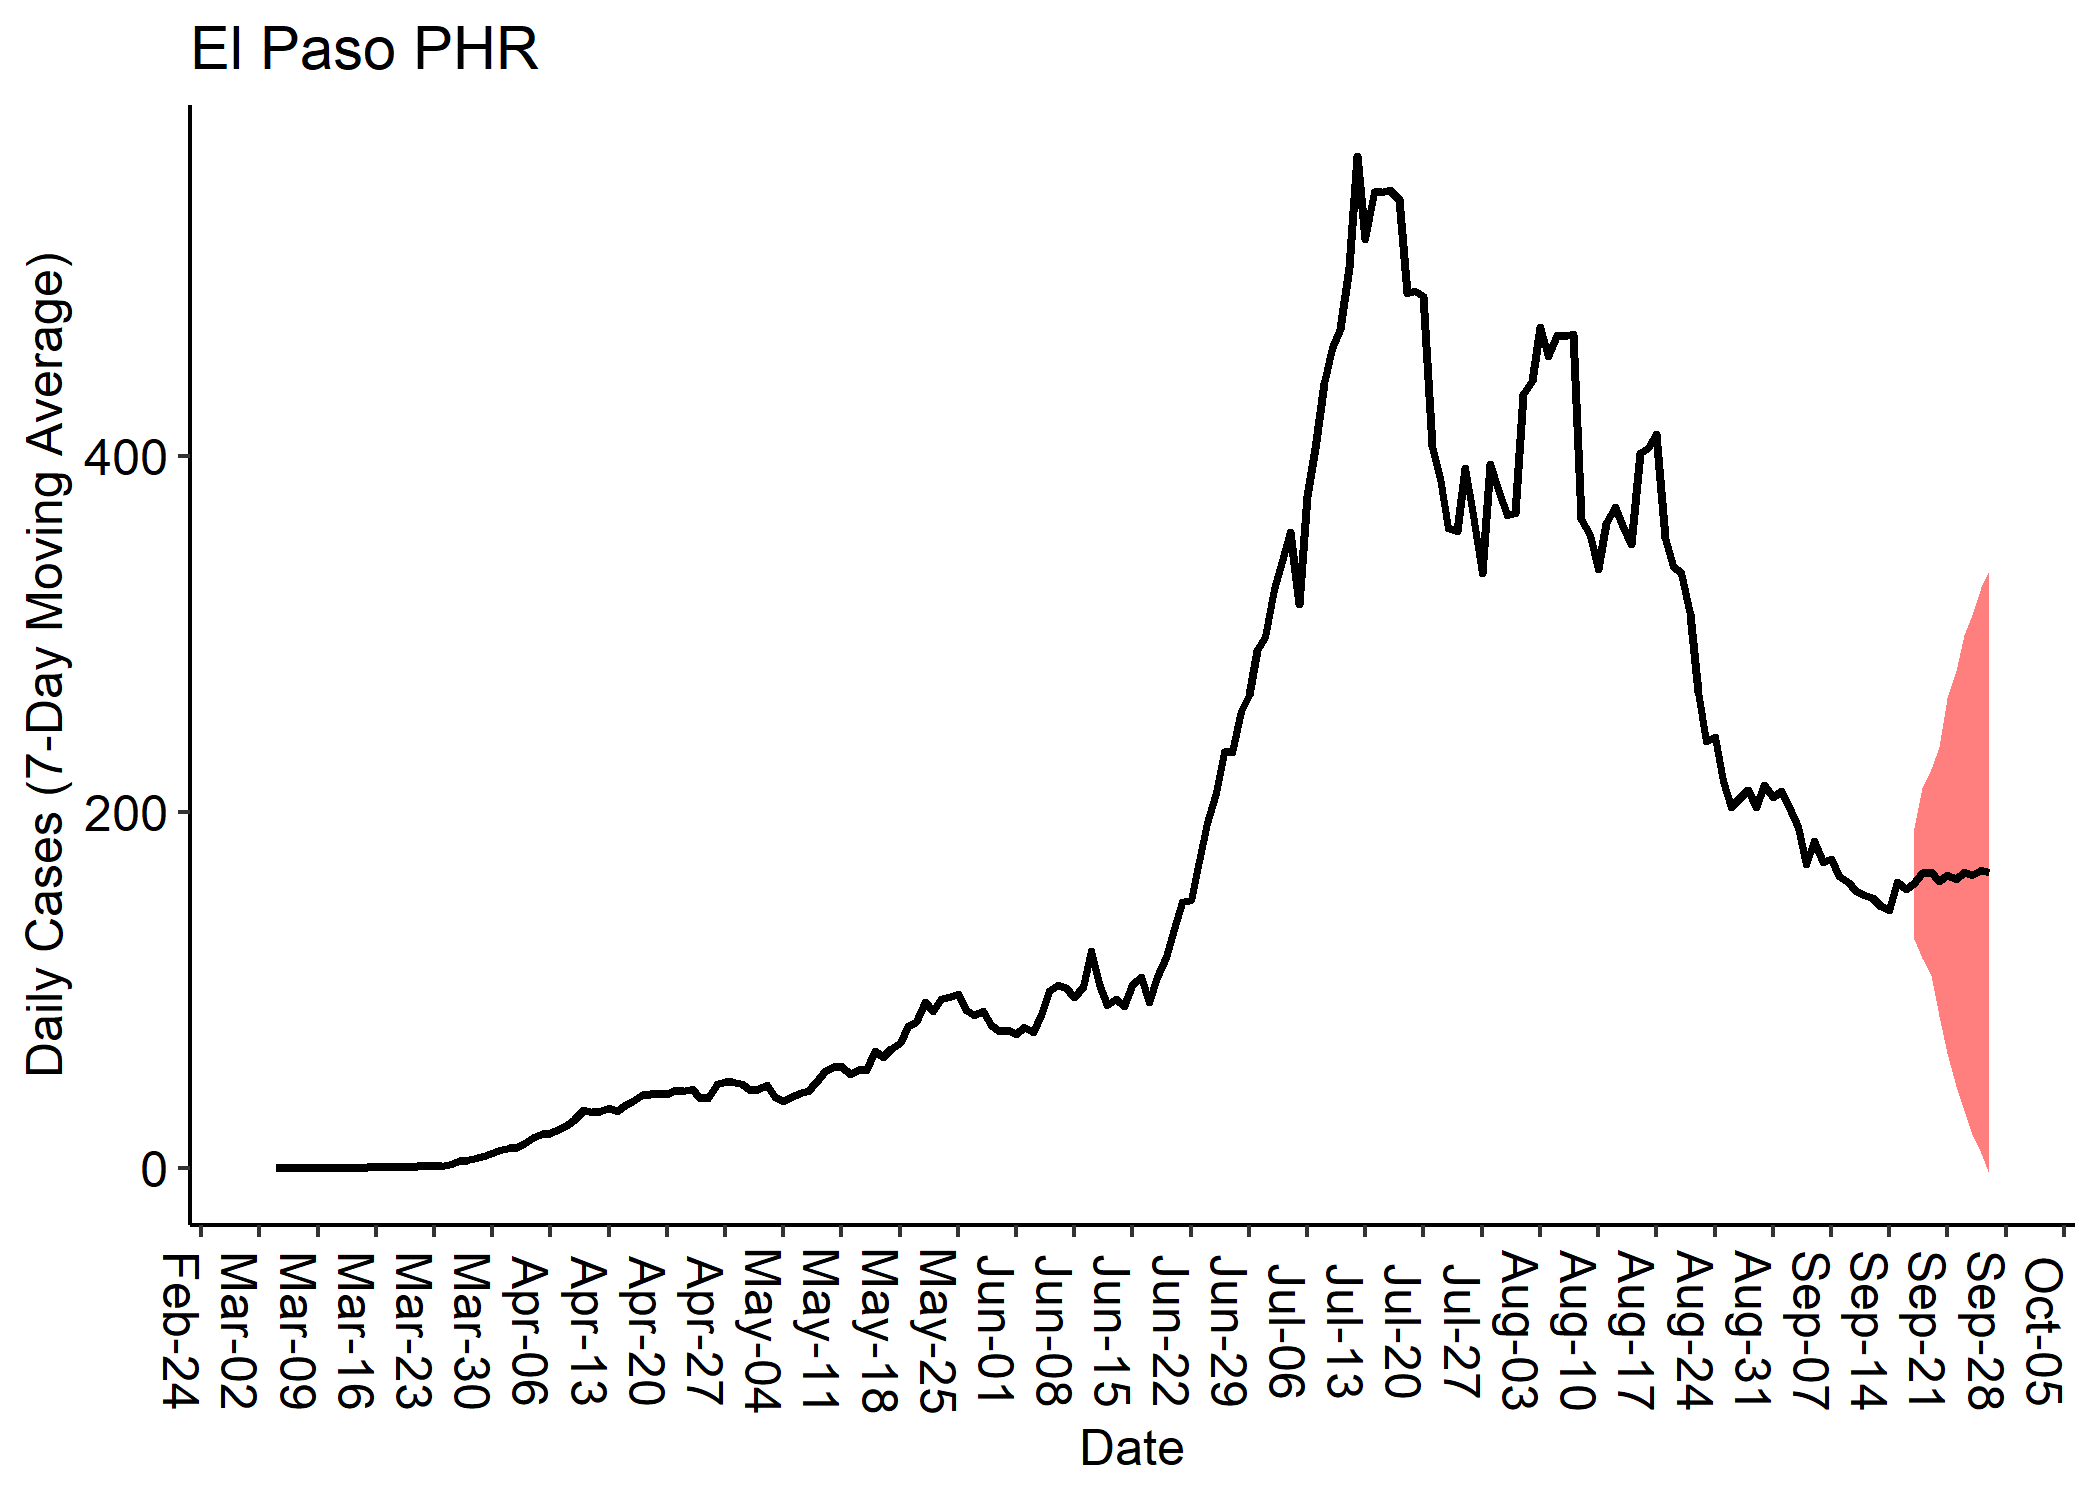 El Paso PHR
Daily Cases (7-Day Moving Average)
400
200
0
Feb-24
Mar-02
Mar-09
Mar-16
Mar-23
Mar-30
Apr-06
Apr-13
Apr-20
Apr-27
May-04
May-11
May-18
May-25
Jun-01
Jun-08
Jun-15
Jun-22
Jun-29
Jul-06
Jul-13
Jul-20
Jul-27
Aug-03
Aug-10
Aug-17
Aug-24
Aug-31
Sep-07
Sep-14
Sep-21
Sep-28
Oct-05
Date